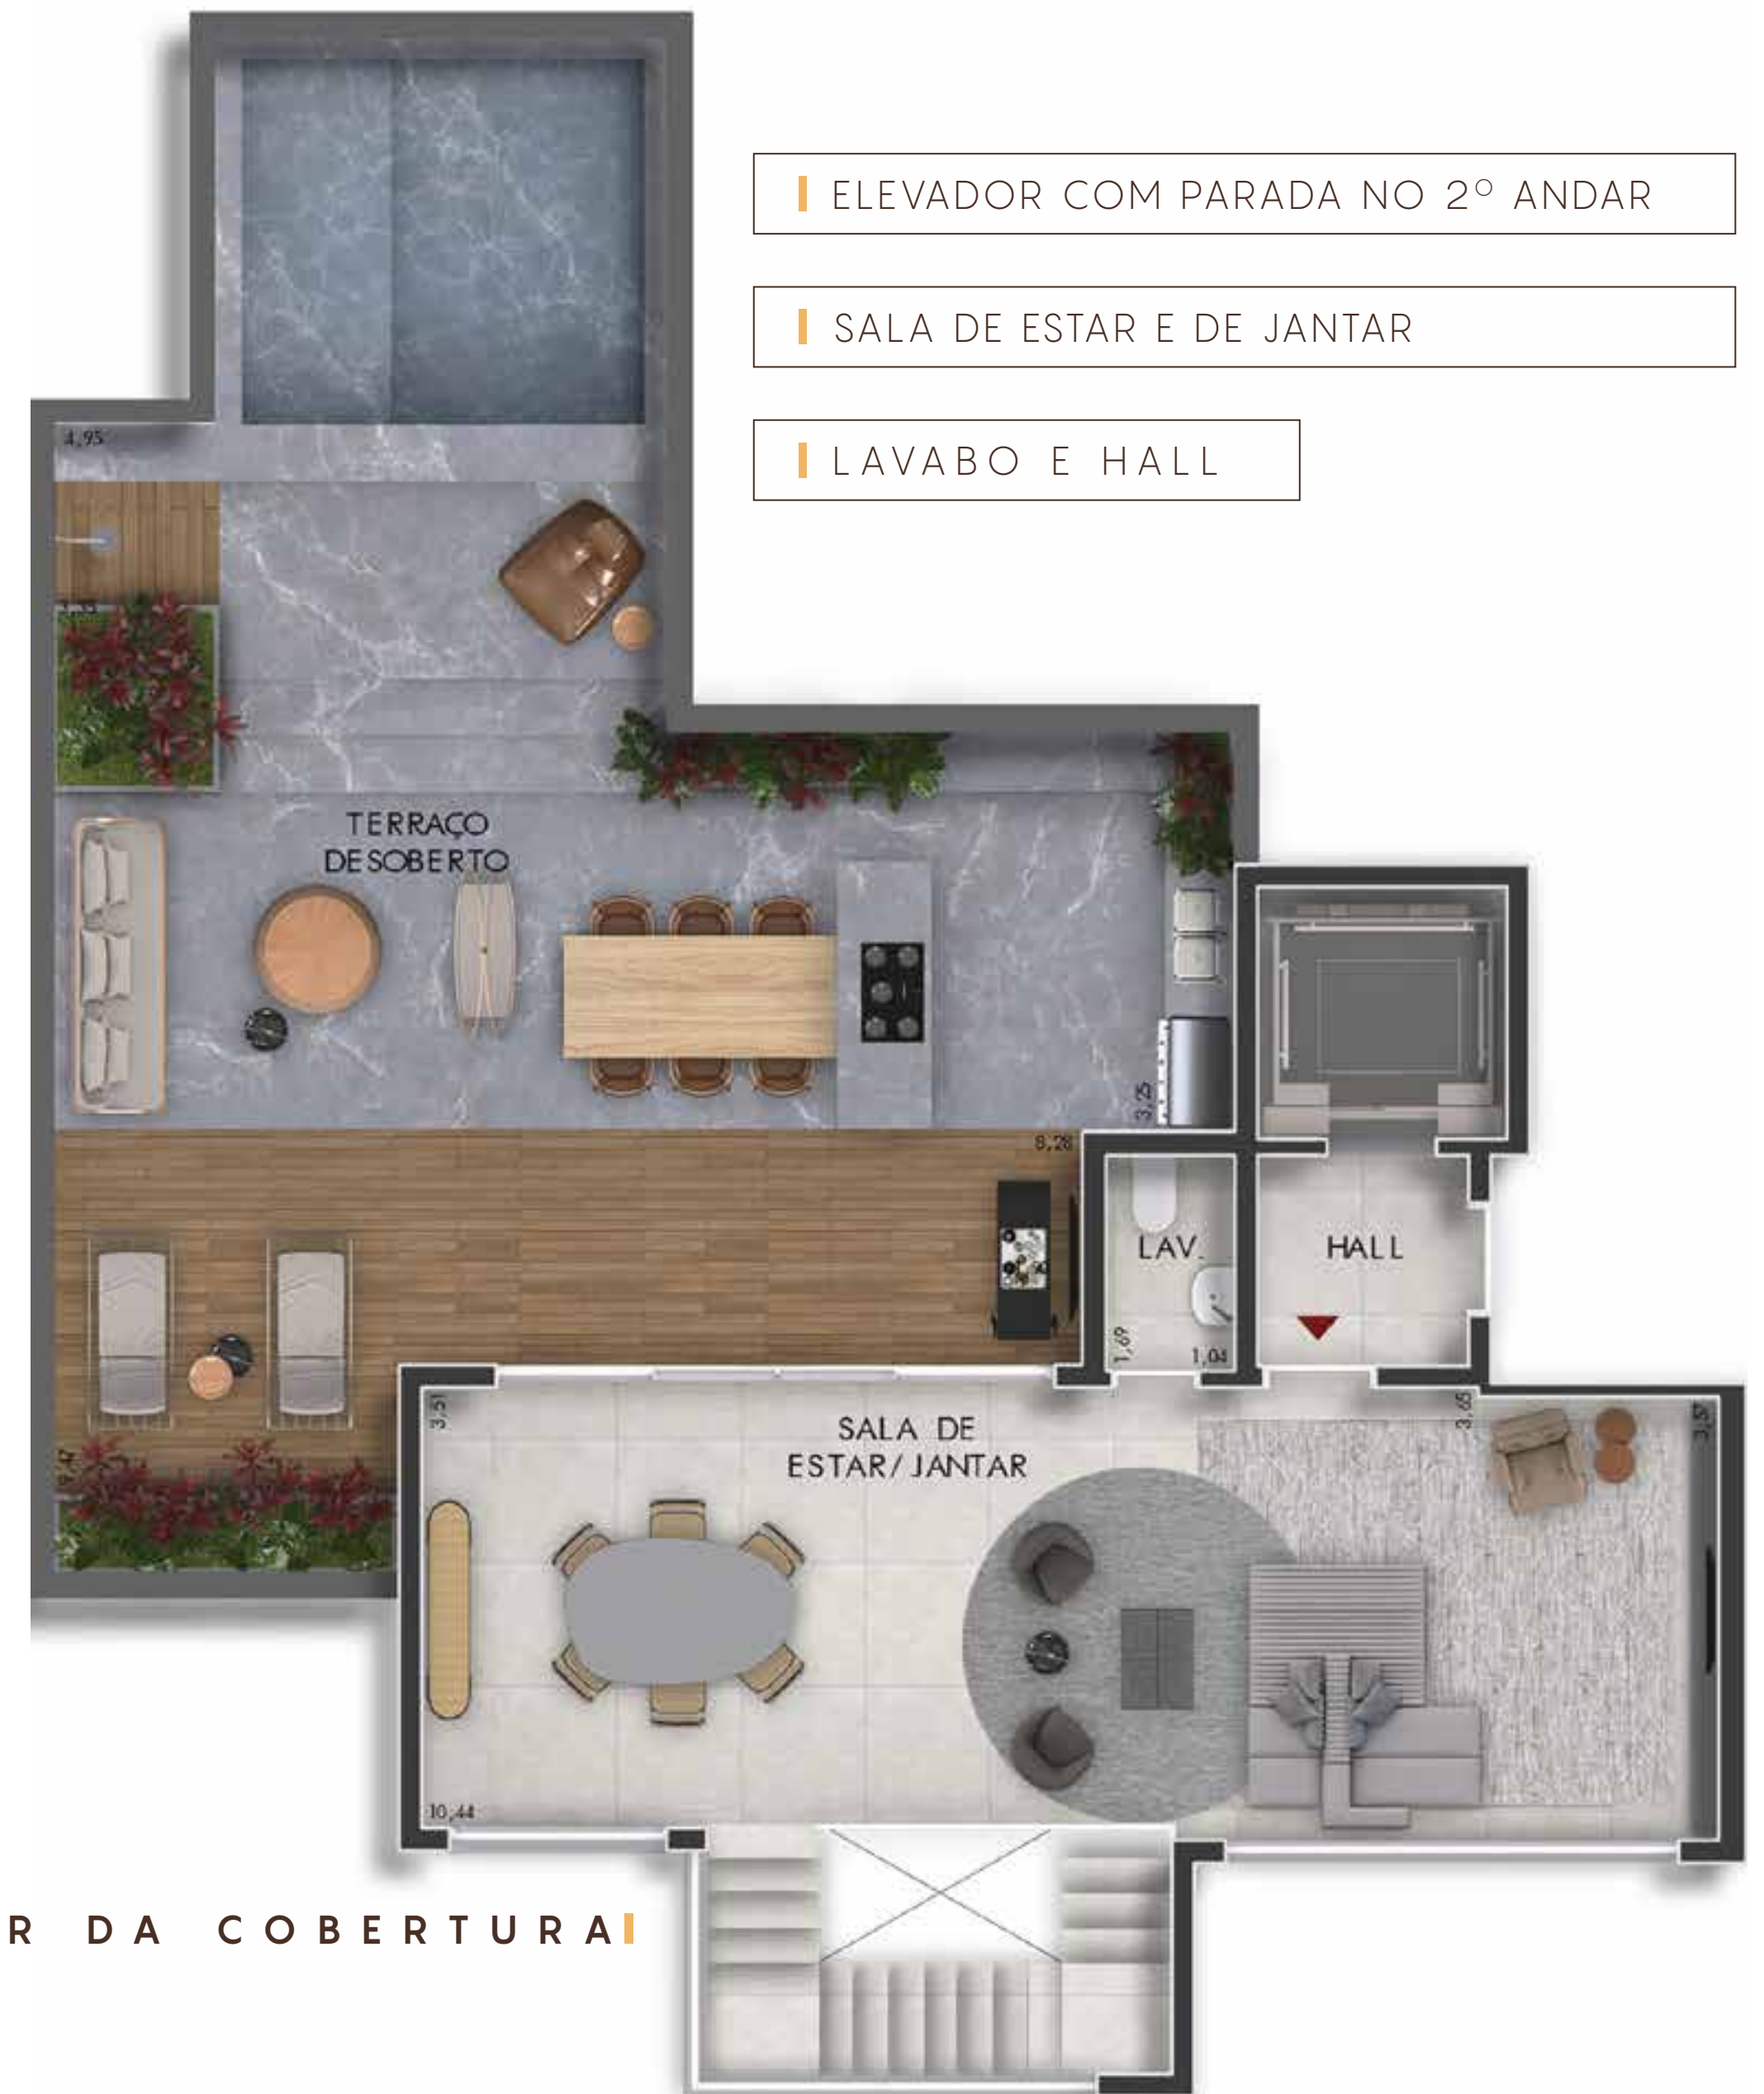 ELEVADOR COM PARADA NO 2º ANDAR
SALA DE ESTAR E DE JANTAR
LAVABO E HALL
4,95
TERRAÇO
DESOBERTO
3,25
8,28
LAV.
HALL
1,69
1,04
3,51
3,65
3,57
SALA DE
ESTAR/JANTAR
10,44
R DA COBERTURA